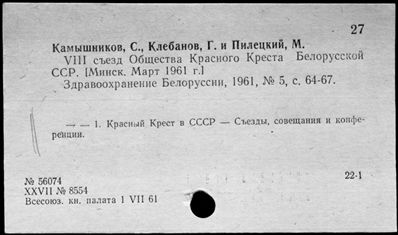 27
Камышников, С., Клебанов, Г. и Пилецкий, М.
VIII съезд Общества Красного Креста Белорусской
ССР. [Минск. Март 1961 г.]
Здравоохранение Белоруссии, 1961, № 5, с. 64-67.
— — 1. Красный Крест в СССР — Съезды, совещания и конфе-
ренции.
№ 56074
22-1
XXVII № 8554
Всесоюз. кн. палата 1 VII 61